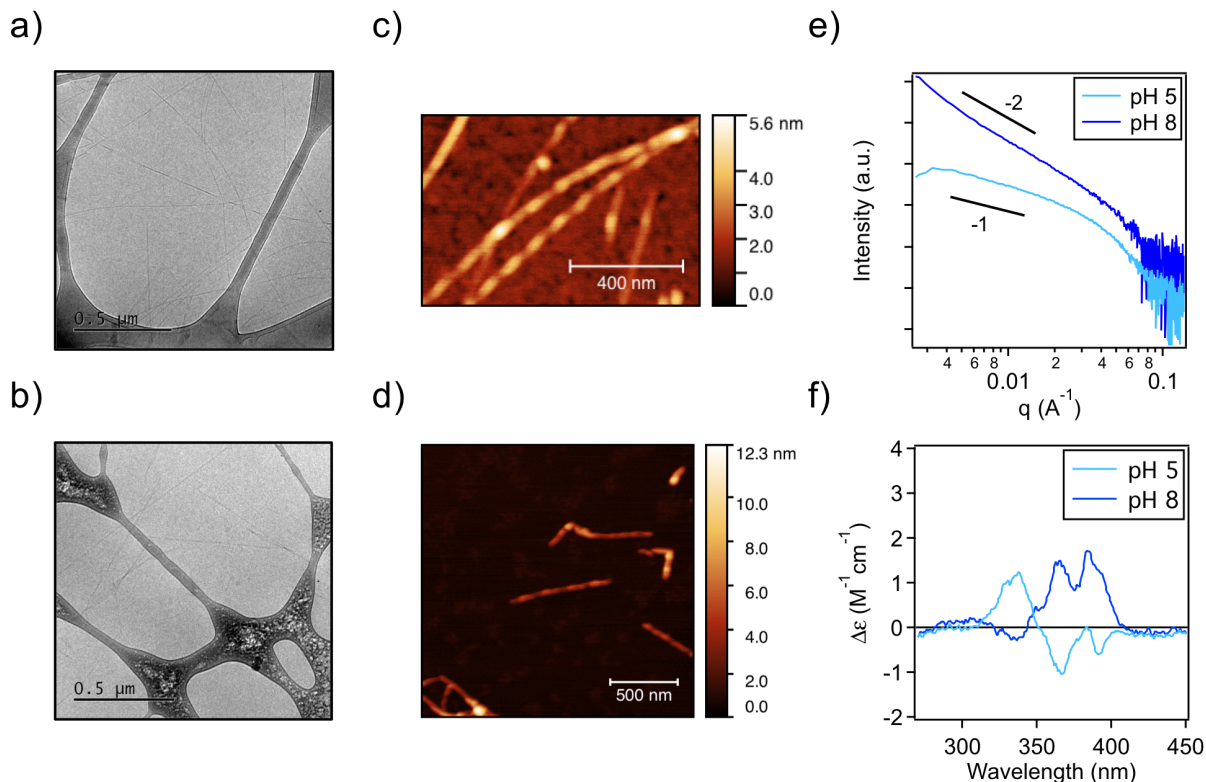 a)
0.5 µm
b)
0.5 µm
c)
400 nm
5.6 nm
4.0
3.0
2.0
0.0
d)
500 nm
12.3 nm
10.0
8.0
6.0
4.0
2.0
0.0
e)
pH 5
pH 8
-2
-1
Intensity (a.u.)
4 6 8 2 4 6 8
0.01 0.1
q (A⁻¹)
f)
pH 5
pH 8
4
3
2
1
0
-1
-2
Δε (M⁻¹cm⁻¹)
300 350 400 450
Wavelength (nm)